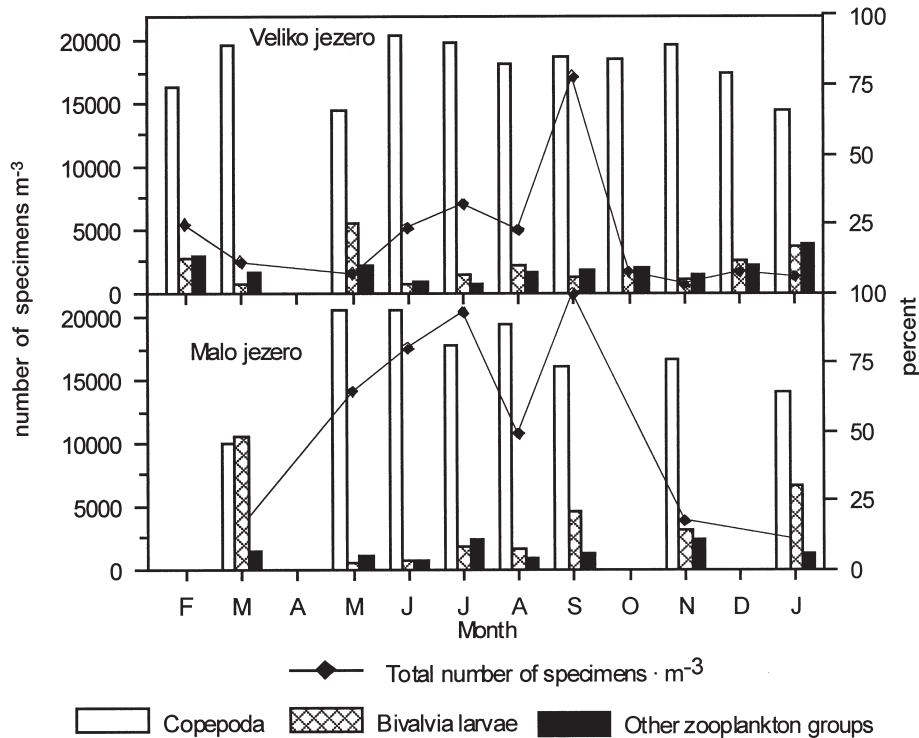 Veliko jezero
20000
15000
10000
5000
0
100
75
50
25
Malo jezero
20000
15000
10000
5000
0
100
75
50
25
0
number of specimens m-3
percent
F M A M J J A S O N D J
Month
Total number of specimens · m-3
Copepoda
Bivalvia larvae
Other zooplankton groups